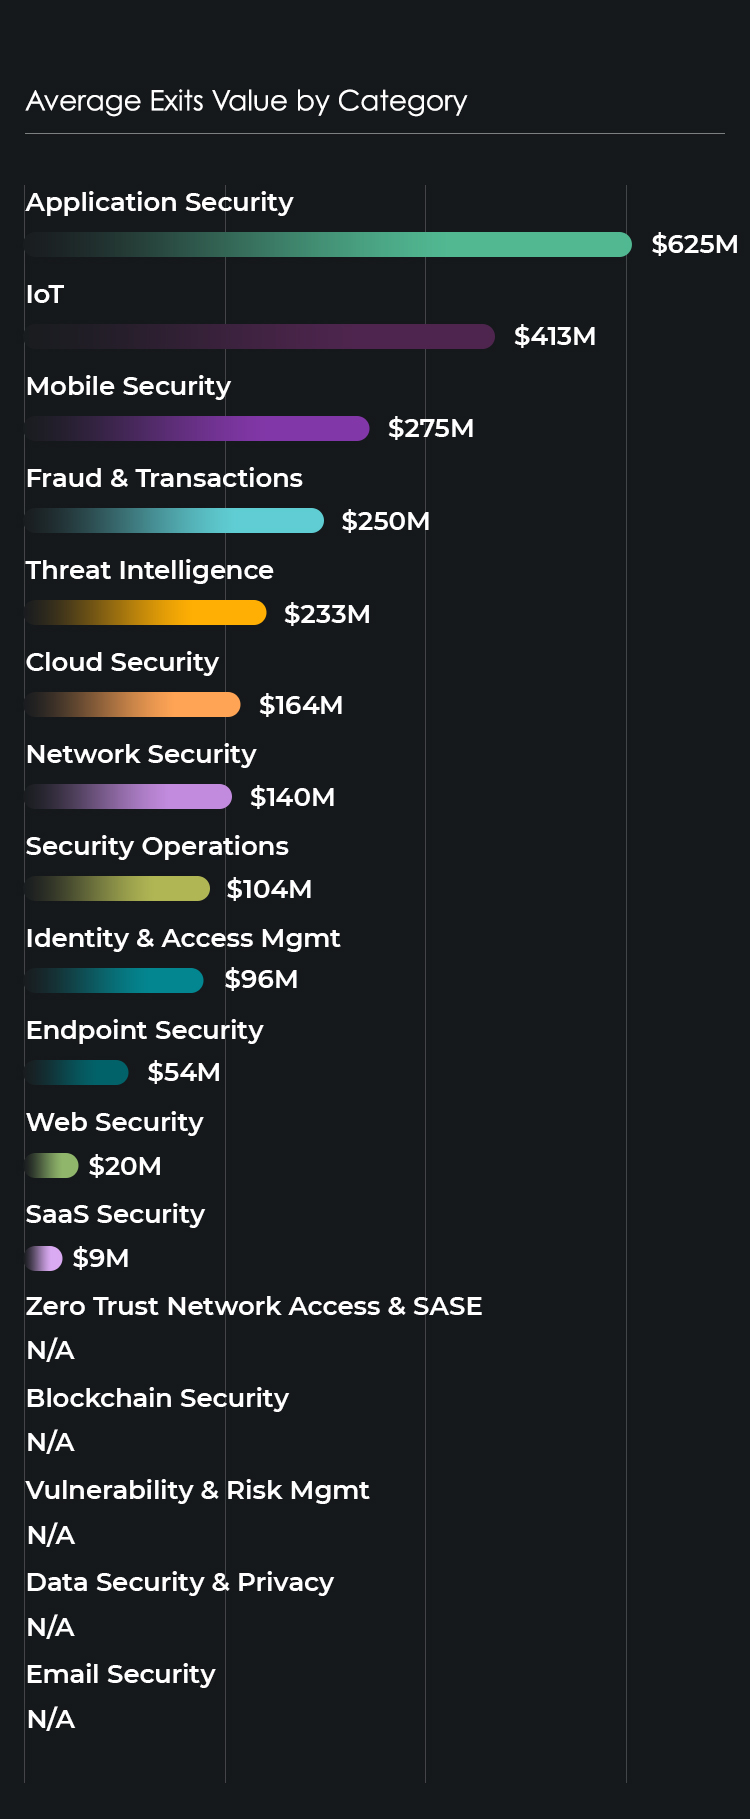 Average Exits Value by Category
Application Security
$625M
IoT
$413M
Mobile Security
$275M
Fraud & Transactions
$250M
Threat Intelligence
$233M
Cloud Security
$164M
Network Security
$140M
Security Operations
$104M
Identity & Access Mgmt
$96M
Endpoint Security
$54M
Web Security
$20M
SaaS Security
$9M
Zero Trust Network Access & SASE
N/A
Blockchain Security
N/A
Vulnerability & Risk Mgmt
N/A
Data Security & Privacy
N/A
Email Security
N/A